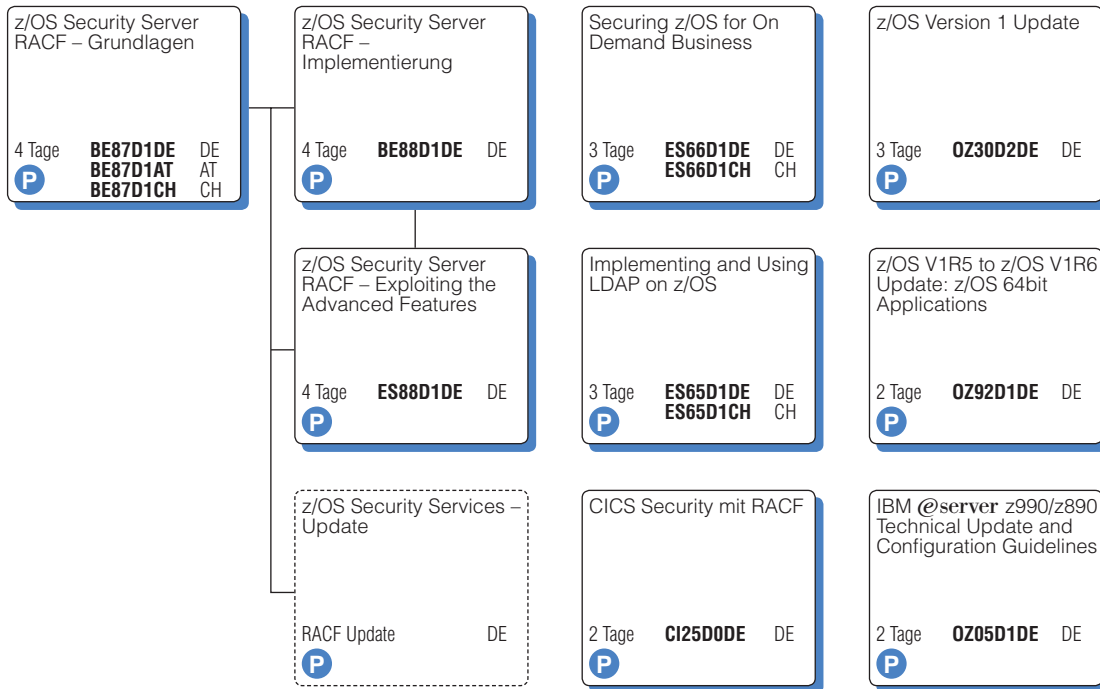 z/OS Security Server
RACF – Grundlagen
4 Tage BE87D1DE DE
BE87D1AT AT
P
BE87D1CH CH
z/OS Security Server
RACF –
Implementierung
4 Tage BE88D1DE DE
P
Securing z/OS for On
Demand Business
3 Tage ES66D1DE DE
ES66D1CH CH
P
z/OS Version 1 Update
3 Tage OZ30D2DE DE
P
z/OS Security Server
RACF – Exploiting the
Advanced Features
4 Tage ES88D1DE DE
P
Implementing and Using
LDAP on z/OS
3 Tage ES65D1DE DE
ES65D1CH CH
P
z/OS V1R5 to z/OS V1R6
Update: z/OS 64bit
Applications
2 Tage OZ92D1DE DE
P
z/OS Security Services –
Update
RACF Update DE
P
CICS Security mit RACF
2 Tage CI25D0DE DE
P
IBM @server z990/z890
Technical Update and
Configuration Guidelines
2 Tage OZ05D1DE DE
P